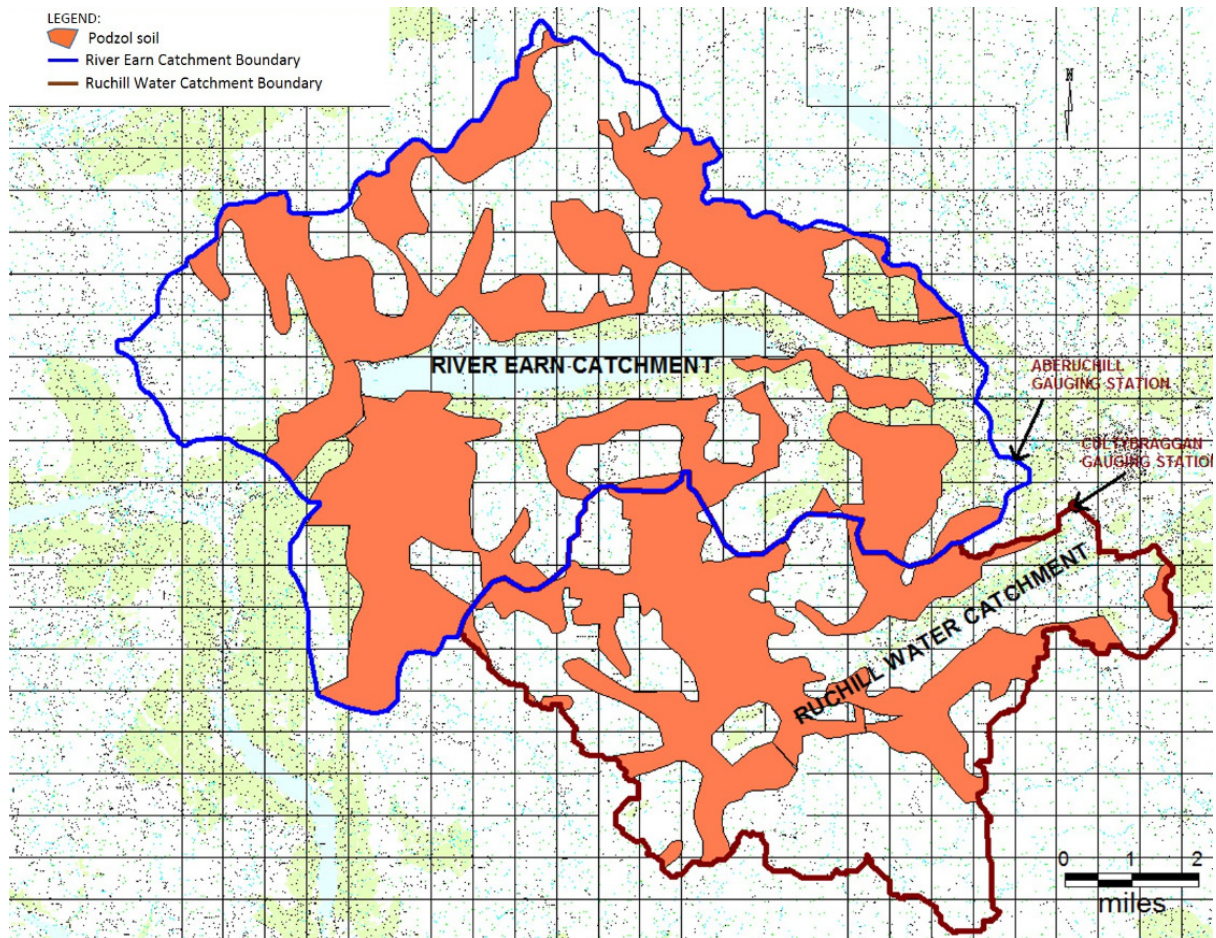 LEGEND:
Podzol soil
River Earn Catchment Boundary
Ruchill Water Catchment Boundary
N
RIVER EARN CATCHMENT
ABERUCHILL
GAUGING STATION
CULTYBRAGGAN
GAUGING STATION
RUCHILL WATER CATCHMENT
0 1 2
miles